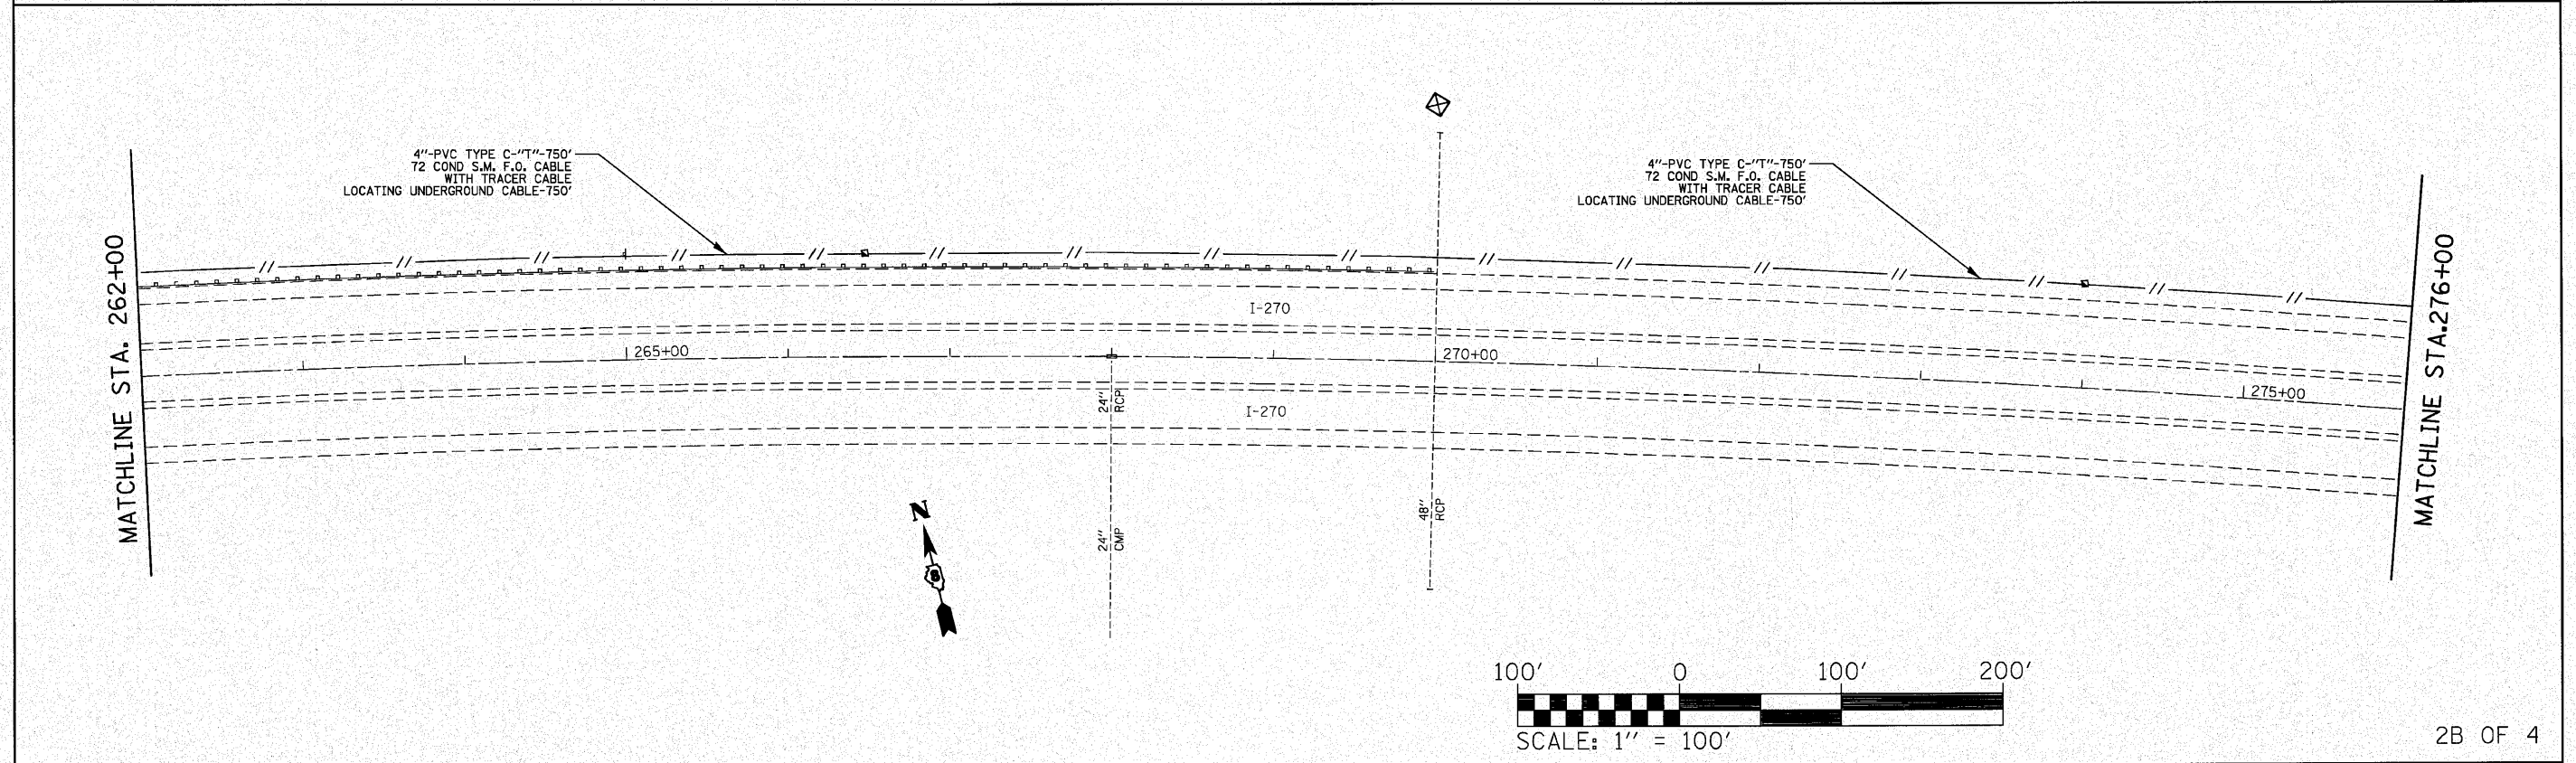 4"-PVC TYPE C-"T"-750'
72 COND S.M. F.O. CABLE
WITH TRACER CABLE
LOCATING UNDERGROUND CABLE-750'
4"-PVC TYPE C-"T"-750'
72 COND S.M. F.O. CABLE
WITH TRACER CABLE
LOCATING UNDERGROUND CABLE-750'
MATCHLINE STA. 262+00
MATCHLINE STA.276+00
I-270
265+00
270+00
275+00
I-270
24"
RCP
24"
CMP
48"
RCP
N
8
100' 0 100' 200'
SCALE: 1" = 100'
2B OF 4